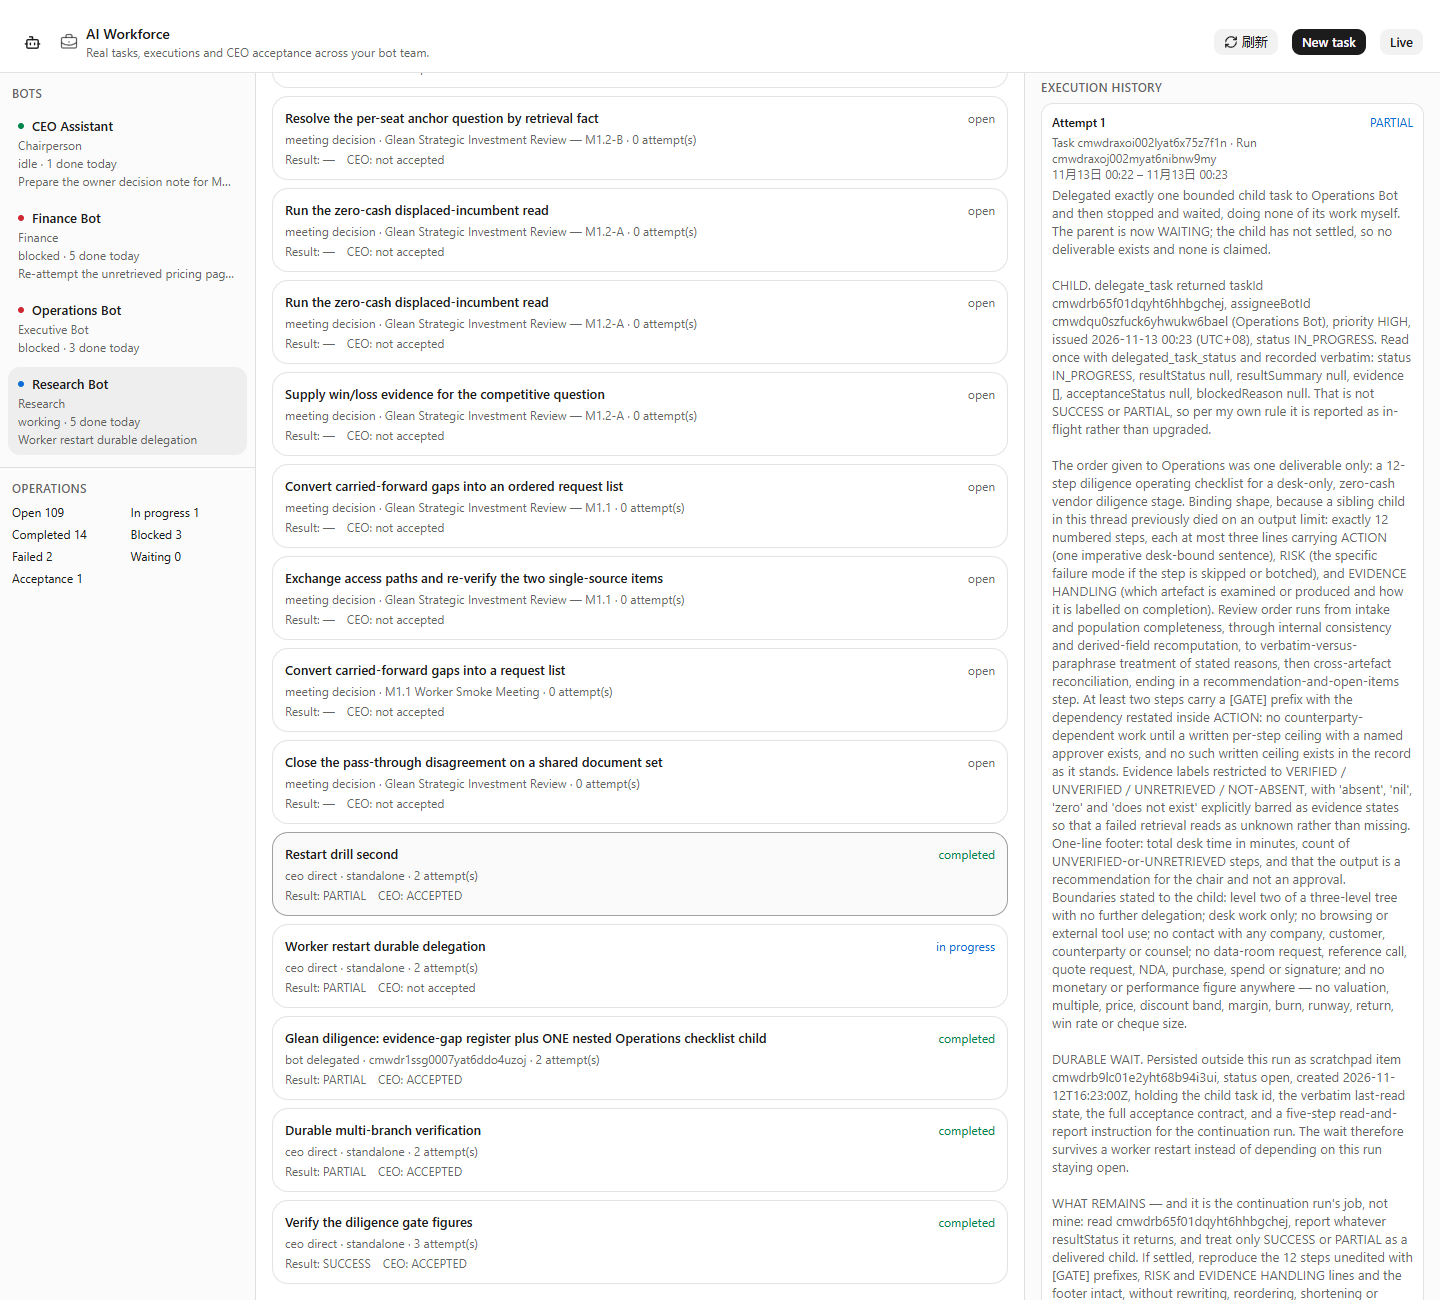 AI Workforce
Real tasks, executions and CEO acceptance across your bot team.
刷新
New task
Live
BOTS
CEO Assistant
Chairperson
idle · 1 done today
Prepare the owner decision note for M...
Finance Bot
Finance
blocked · 5 done today
Re-attempt the unretrieved pricing pag...
Operations Bot
Executive Bot
blocked · 3 done today
Research Bot
Research
working · 5 done today
Worker restart durable delegation
OPERATIONS
Open 109
In progress 1
Completed 14
Blocked 3
Failed 2
Waiting 0
Acceptance 1
Resolve the per-seat anchor question by retrieval fact
open
meeting decision · Glean Strategic Investment Review — M1.2-B · 0 attempt(s)
Result: — CEO: not accepted
Run the zero-cash displaced-incumbent read
open
meeting decision · Glean Strategic Investment Review — M1.2-A · 0 attempt(s)
Result: — CEO: not accepted
Run the zero-cash displaced-incumbent read
open
meeting decision · Glean Strategic Investment Review — M1.2-A · 0 attempt(s)
Result: — CEO: not accepted
Supply win/loss evidence for the competitive question
open
meeting decision · Glean Strategic Investment Review — M1.2-A · 0 attempt(s)
Result: — CEO: not accepted
Convert carried-forward gaps into an ordered request list
open
meeting decision · Glean Strategic Investment Review — M1.1 · 0 attempt(s)
Result: — CEO: not accepted
Exchange access paths and re-verify the two single-source items
open
meeting decision · Glean Strategic Investment Review — M1.1 · 0 attempt(s)
Result: — CEO: not accepted
Convert carried-forward gaps into a request list
open
meeting decision · M1.1 Worker Smoke Meeting · 0 attempt(s)
Result: — CEO: not accepted
Close the pass-through disagreement on a shared document set
open
meeting decision · Glean Strategic Investment Review · 0 attempt(s)
Result: — CEO: not accepted
Restart drill second
completed
ceo direct · standalone · 2 attempt(s)
Result: PARTIAL CEO: ACCEPTED
Worker restart durable delegation
in progress
ceo direct · standalone · 2 attempt(s)
Result: PARTIAL CEO: not accepted
Glean diligence: evidence-gap register plus ONE nested Operations checklist child
completed
bot delegated · cmwdr1ssg0007yat6ddo4uzoj · 2 attempt(s)
Result: PARTIAL CEO: ACCEPTED
Durable multi-branch verification
completed
ceo direct · standalone · 2 attempt(s)
Result: PARTIAL CEO: ACCEPTED
Verify the diligence gate figures
completed
ceo direct · standalone · 3 attempt(s)
Result: SUCCESS CEO: ACCEPTED
EXECUTION HISTORY
Attempt 1
PARTIAL
Task cmwdraxoi002lyat6x75z7f1n · Run
cmwdraxoj002myat6nibnw9my
11月13日 00:22 – 11月13日 00:23
Delegated exactly one bounded child task to Operations Bot
and then stopped and waited, doing none of its work myself.
The parent is now WAITING; the child has not settled, so no
deliverable exists and none is claimed.
CHILD. delegate_task returned taskId
cmwdrb65f01dqyht6hhbgchej, assigneeBotId
cmwdqu0szfuck6yhwukw6bael (Operations Bot), priority HIGH,
issued 2026-11-13 00:23 (UTC+08), status IN_PROGRESS. Read
once with delegated_task_status and recorded verbatim: status
IN_PROGRESS, resultStatus null, resultSummary null, evidence
[], acceptanceStatus null, blockedReason null. That is not
SUCCESS or PARTIAL, so per my own rule it is reported as in-
flight rather than upgraded.
The order given to Operations was one deliverable only: a 12-
step diligence operating checklist for a desk-only, zero-cash
vendor diligence stage. Binding shape, because a sibling child
in this thread previously died on an output limit: exactly 12
numbered steps, each at most three lines carrying ACTION
(one imperative desk-bound sentence), RISK (the specific
failure mode if the step is skipped or botched), and EVIDENCE
HANDLING (which artefact is examined or produced and how
it is labelled on completion). Review order runs from intake
and population completeness, through internal consistency
and derived-field recomputation, to verbatim-versus-
paraphrase treatment of stated reasons, then cross-artefact
reconciliation, ending in a recommendation-and-open-items
step. At least two steps carry a [GATE] prefix with the
dependency restated inside ACTION: no counterparty-
dependent work until a written per-step ceiling with a named
approver exists, and no such written ceiling exists in the record
as it stands. Evidence labels restricted to VERIFIED /
UNVERIFIED / UNRETRIEVED / NOT-ABSENT, with 'absent', 'nil',
'zero' and 'does not exist' explicitly barred as evidence states
so that a failed retrieval reads as unknown rather than missing.
One-line footer: total desk time in minutes, count of
UNVERIFIED-or-UNRETRIEVED steps, and that the output is a
recommendation for the chair and not an approval.
Boundaries stated to the child: level two of a three-level tree
with no further delegation; desk work only; no browsing or
external tool use; no contact with any company, customer,
counterparty or counsel; no data-room request, reference call,
quote request, NDA, purchase, spend or signature; and no
monetary or performance figure anywhere — no valuation,
multiple, price, discount band, margin, burn, runway, return,
win rate or cheque size.
DURABLE WAIT. Persisted outside this run as scratchpad item
cmwdrb9lc01e2yht68b94i3ui, status open, created 2026-11-
12T16:23:00Z, holding the child task id, the verbatim last-read
state, the full acceptance contract, and a five-step read-and-
report instruction for the continuation run. The wait therefore
survives a worker restart instead of depending on this run
staying open.
WHAT REMAINS — and it is the continuation run's job, not
mine: read cmwdrb65f01dqyht6hhbgchej, report whatever
resultStatus it returns, and treat only SUCCESS or PARTIAL as a
delivered child. If settled, reproduce the 12 steps unedited with
[GATE] prefixes, RISK and EVIDENCE HANDLING lines and the
footer intact, without rewriting, reordering, shortening or